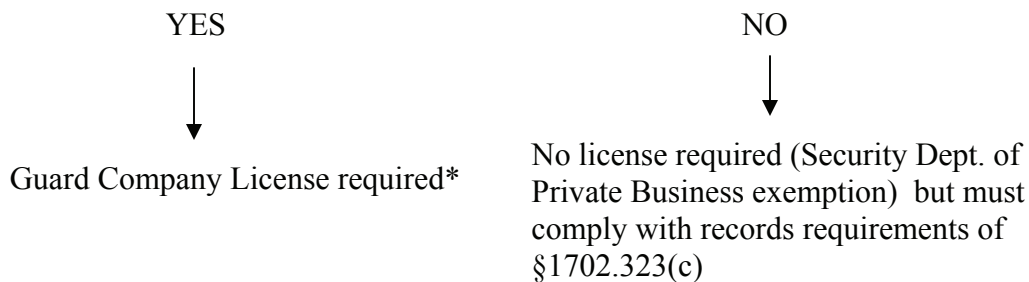 YES
NO
Guard Company License required*
No license required (Security Dept. of
Private Business exemption) but must
comply with records requirements of
§1702.323(c)